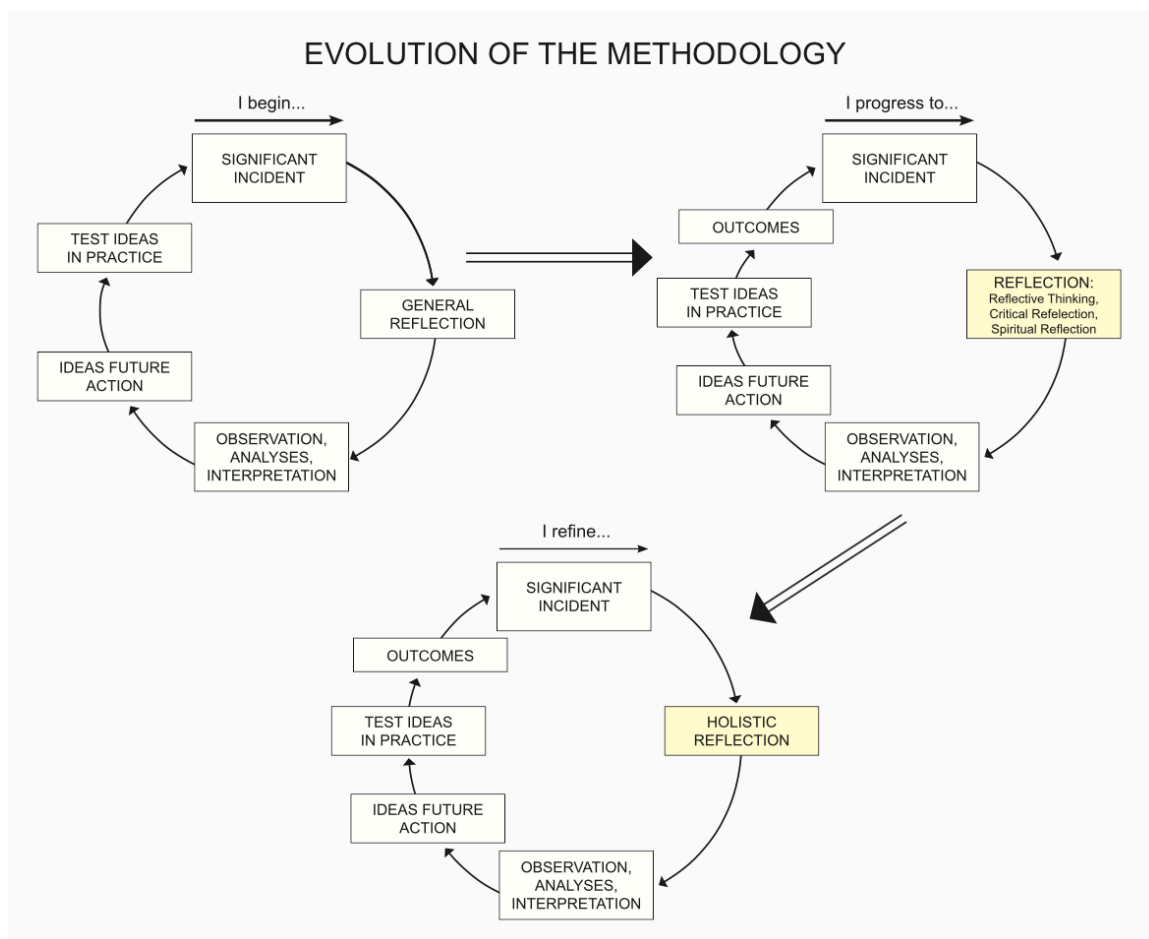 EVOLUTION OF THE METHODOLOGY
I begin...
SIGNIFICANT
INCIDENT
GENERAL
REFLECTION
OBSERVATION,
ANALYSES,
INTERPRETATION
IDEAS FUTURE
ACTION
TEST IDEAS
IN PRACTICE
I progress to...
SIGNIFICANT
INCIDENT
REFLECTION:
Reflective Thinking,
Critical Refelection,
Spiritual Reflection
OBSERVATION,
ANALYSES,
INTERPRETATION
IDEAS FUTURE
ACTION
TEST IDEAS
IN PRACTICE
OUTCOMES
I refine...
SIGNIFICANT
INCIDENT
HOLISTIC
REFLECTION
OBSERVATION,
ANALYSES,
INTERPRETATION
IDEAS FUTURE
ACTION
TEST IDEAS
IN PRACTICE
OUTCOMES